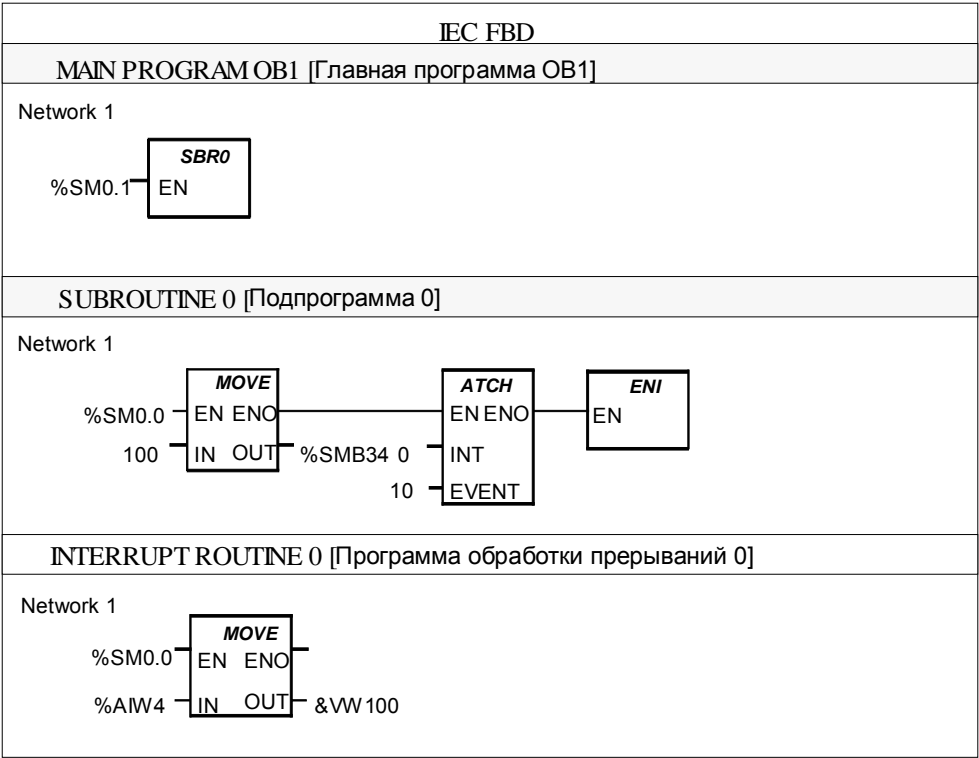 IEC FBD
MAIN PROGRAM OB1 [Главная программа OB1]
Network 1
SBR0
%SM0.1 EN
SUBROUTINE 0 [Подпрограмма 0]
Network 1
MOVE ATCH ENI
%SM0.0 EN ENO EN ENO EN
100 IN OUT %SMB34 0 INT
10 EVENT
INTERRUPT ROUTINE 0 [Программа обработки прерываний 0]
Network 1
MOVE
%SM0.0 EN ENO
%AIW4 IN OUT &VW100